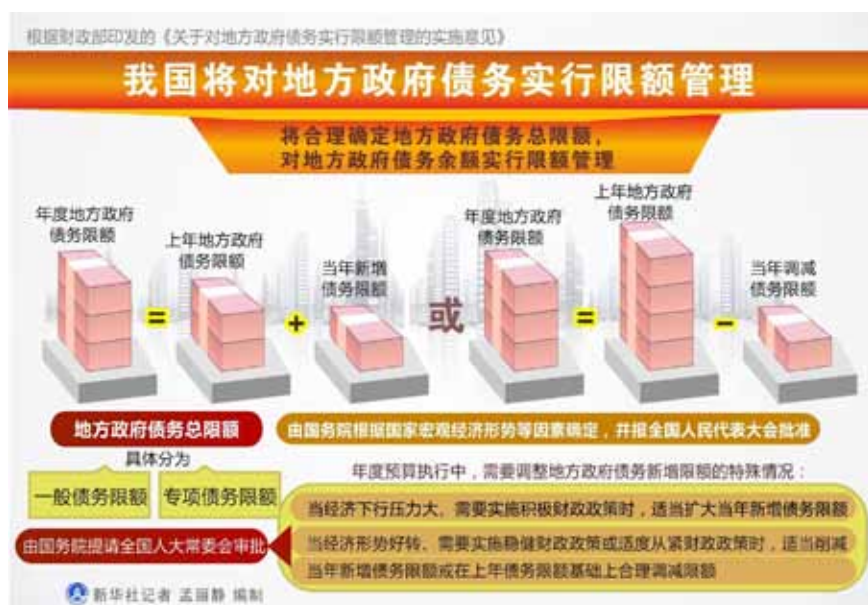 根据财政部印发的《关于对地方政府债务实行限额管理的实施意见》
我国将对地方政府债务实行限额管理
将合理确定地方政府债务总限额，
对地方政府债务余额实行限额管理
年度地方政府
债务限额
=
上年地方政府
债务限额
+
当年新增
债务限额
或
年度地方政府
债务限额
=
上年地方政府
债务限额
-
当年调减
债务限额
地方政府债务总限额
由国务院根据国家宏观经济形势等因素确定，并报全国人民代表大会批准
具体分为
一般债务限额
专项债务限额
由国务院提请全国人大常委会审批
年度预算执行中，需要调整地方政府债务新增限额的特殊情况：
当经济下行压力大、需要实施积极财政政策时，适当扩大当年新增债务限额
当经济形势好转、需要实施稳健财政政策或适度从紧财政政策时，适当削减
当年新增债务限额或在上年债务限额基础上合理调减限额
新华社记者 孟丽静 编制